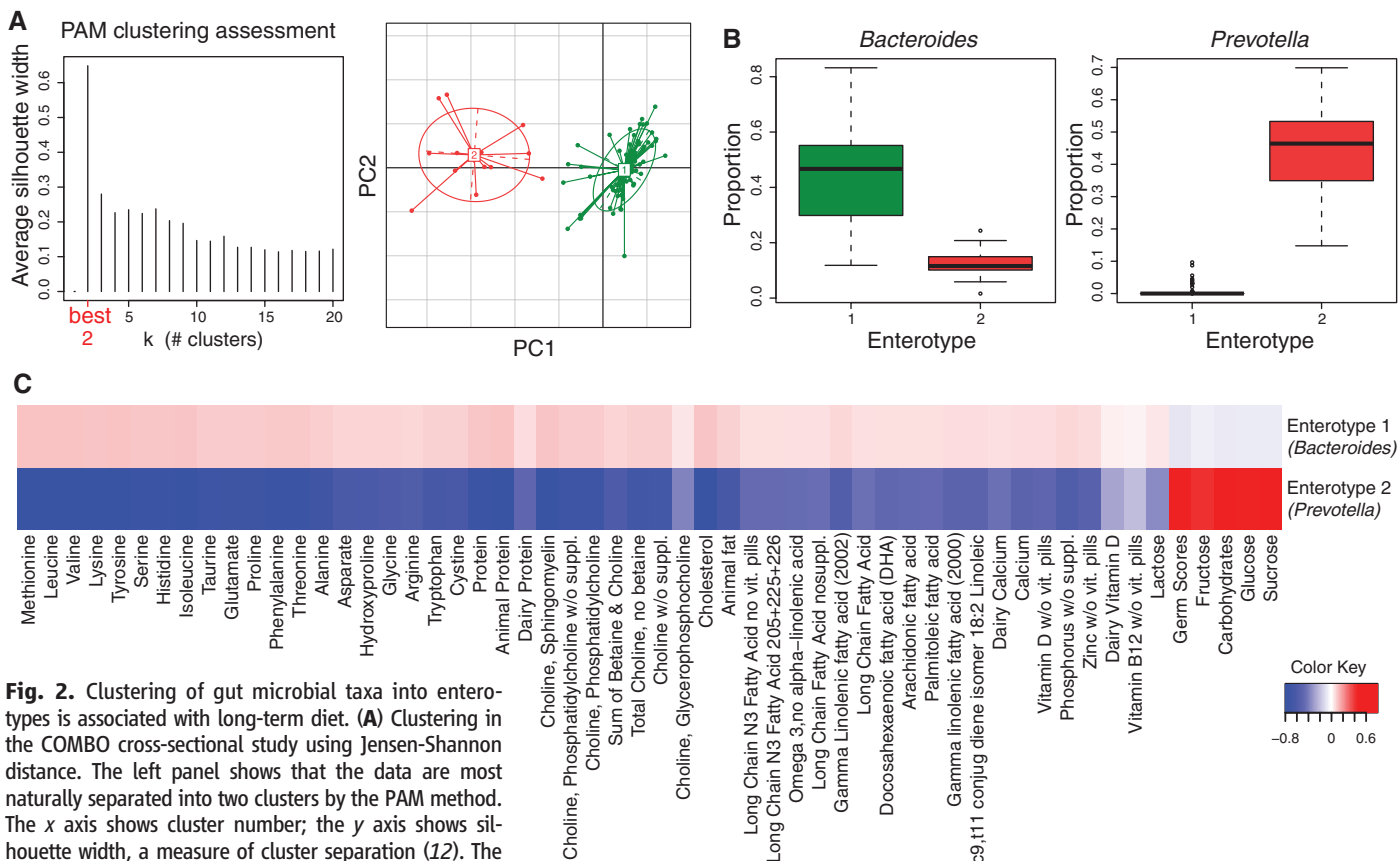 A
PAM clustering assessment
Average silhouette width
0.0
0.1
0.2
0.3
0.4
0.5
0.6
best
2
5
10
15
20
k (# clusters)
PC2
2
1
PC1
B
Bacteroides
Proportion
0.0
0.2
0.4
0.6
0.8
1
2
Enterotype
Prevotella
Proportion
0.0
0.1
0.2
0.3
0.4
0.5
0.6
0.7
1
2
Enterotype
C
Enterotype 1
(Bacteroides)
Enterotype 2
(Prevotella)
Methionine
Leucine
Valine
Lysine
Tyrosine
Serine
Histidine
Isoleucine
Taurine
Glutamate
Proline
Phenylanine
Threonine
Alanine
Asparate
Hydroxyproline
Glycine
Arginine
Tryptophan
Cystine
Protein
Animal Protein
Dairy Protein
Choline, Sphingomyelin
Choline, Phosphatidylcholine w/o suppl.
Choline, Phosphatidylcholine
Sum of Betaine & Choline
Total Choline, no betaine
Choline w/o suppl.
Choline, Glycerophosphocholine
Cholesterol
Animal fat
Long Chain N3 Fatty Acid no vit. pills
Long Chain N3 Fatty Acid 205+225+226
Omega 3,no alpha−linolenic acid
Long Chain Fatty Acid nosuppl.
Gamma Linolenic fatty acid (2002)
Long Chain Fatty Acid
Docosahexaenoic fatty acid (DHA)
Arachidonic fatty acid
Palmitoleic fatty acid
Gamma linolenic fatty acid (2000)
c9,t11 conjug diene isomer 18:2 Linoleic
Dairy Calcium
Calcium
Vitamin D w/o vit. pills
Phosphorus w/o suppl.
Zinc w/o vit. pills
Dairy Vitamin D
Vitamin B12 w/o vit. pills
Lactose
Germ Scores
Fructose
Carbohydrates
Glucose
Sucrose
Color Key
−0.8
0
0.6
Fig. 2. Clustering of gut microbial taxa into entero-
types is associated with long-term diet. (A) Clustering in
the COMBO cross-sectional study using Jensen-Shannon
distance. The left panel shows that the data are most
naturally separated into two clusters by the PAM method.
The x axis shows cluster number; the y axis shows sil-
houette width, a measure of cluster separation (12). The